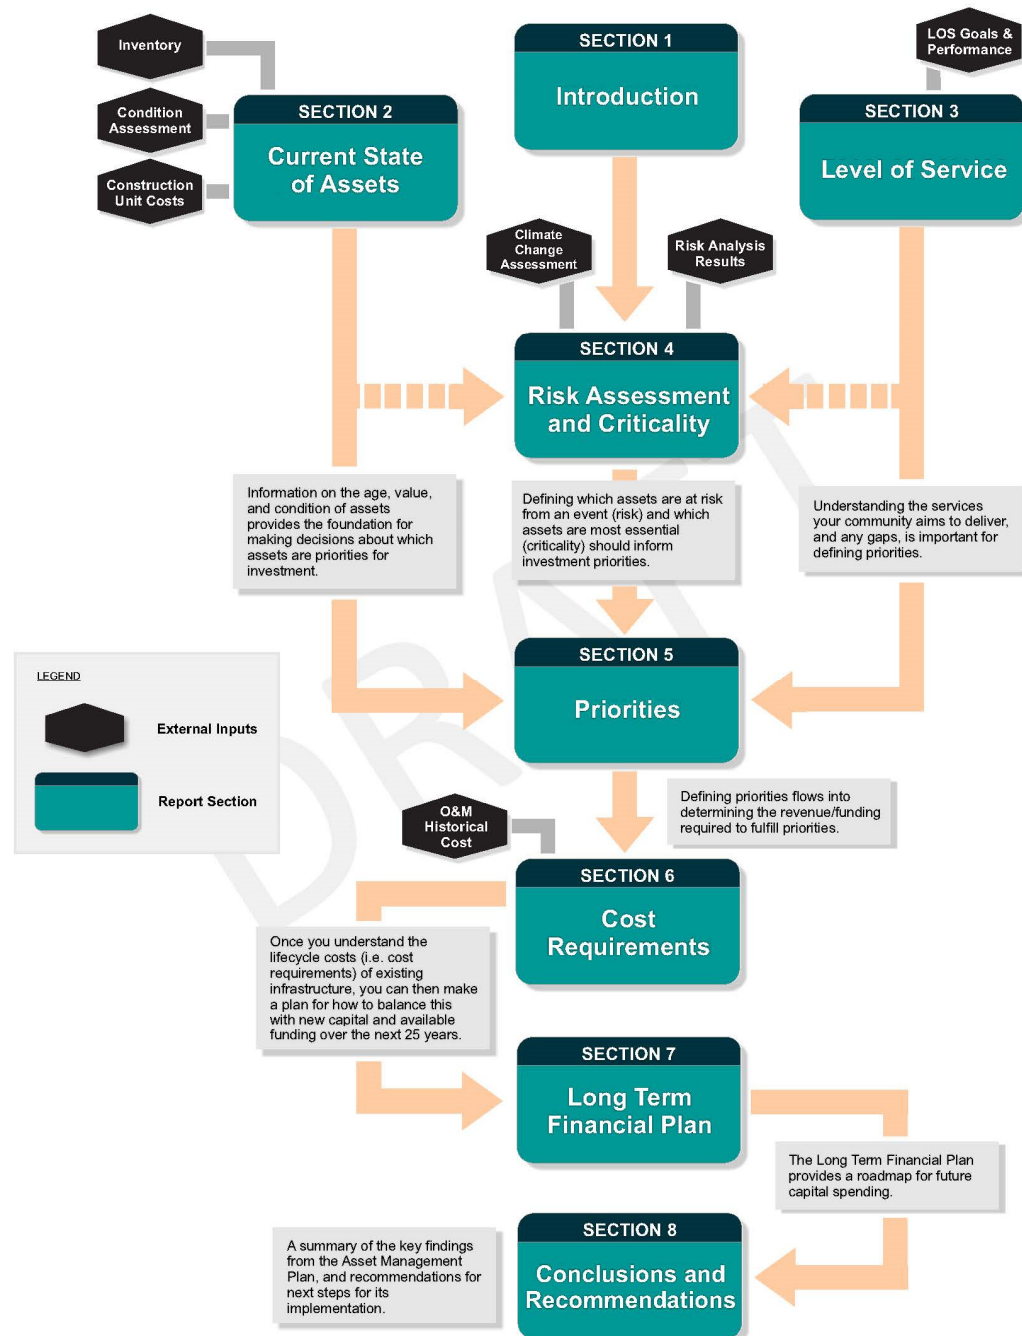 Inventory
SECTION 1
Introduction
LOS Goals &
Performance
Condition
Assessment
Construction
Unit Costs
SECTION 2
Current State
of Assets
SECTION 3
Level of Service
Climate
Change
Assessment
Risk Analysis
Results
SECTION 4
Risk Assessment
and Criticality
Information on the age, value,
and condition of assets
provides the foundation for
making decisions about which
assets are priorities for
investment.
Defining which assets are at risk
from an event (risk) and which
assets are most essential
(criticality) should inform
investment priorities.
Understanding the services
your community aims to deliver,
and any gaps, is important for
defining priorities.
SECTION 5
Priorities
LEGEND
External Inputs
Report Section
Defining priorities flows into
determining the revenue/funding
required to fulfill priorities.
O&M
Historical
Cost
SECTION 6
Cost
Requirements
Once you understand the
lifecycle costs (i.e. cost
requirements) of existing
infrastructure, you can then make
a plan for how to balance this
with new capital and available
funding over the next 25 years.
SECTION 7
Long Term
Financial Plan
The Long Term Financial Plan
provides a roadmap for future
capital spending.
SECTION 8
Conclusions and
Recommendations
A summary of the key findings
from the Asset Management
Plan, and recommendations for
next steps for its
implementation.
DRAFT